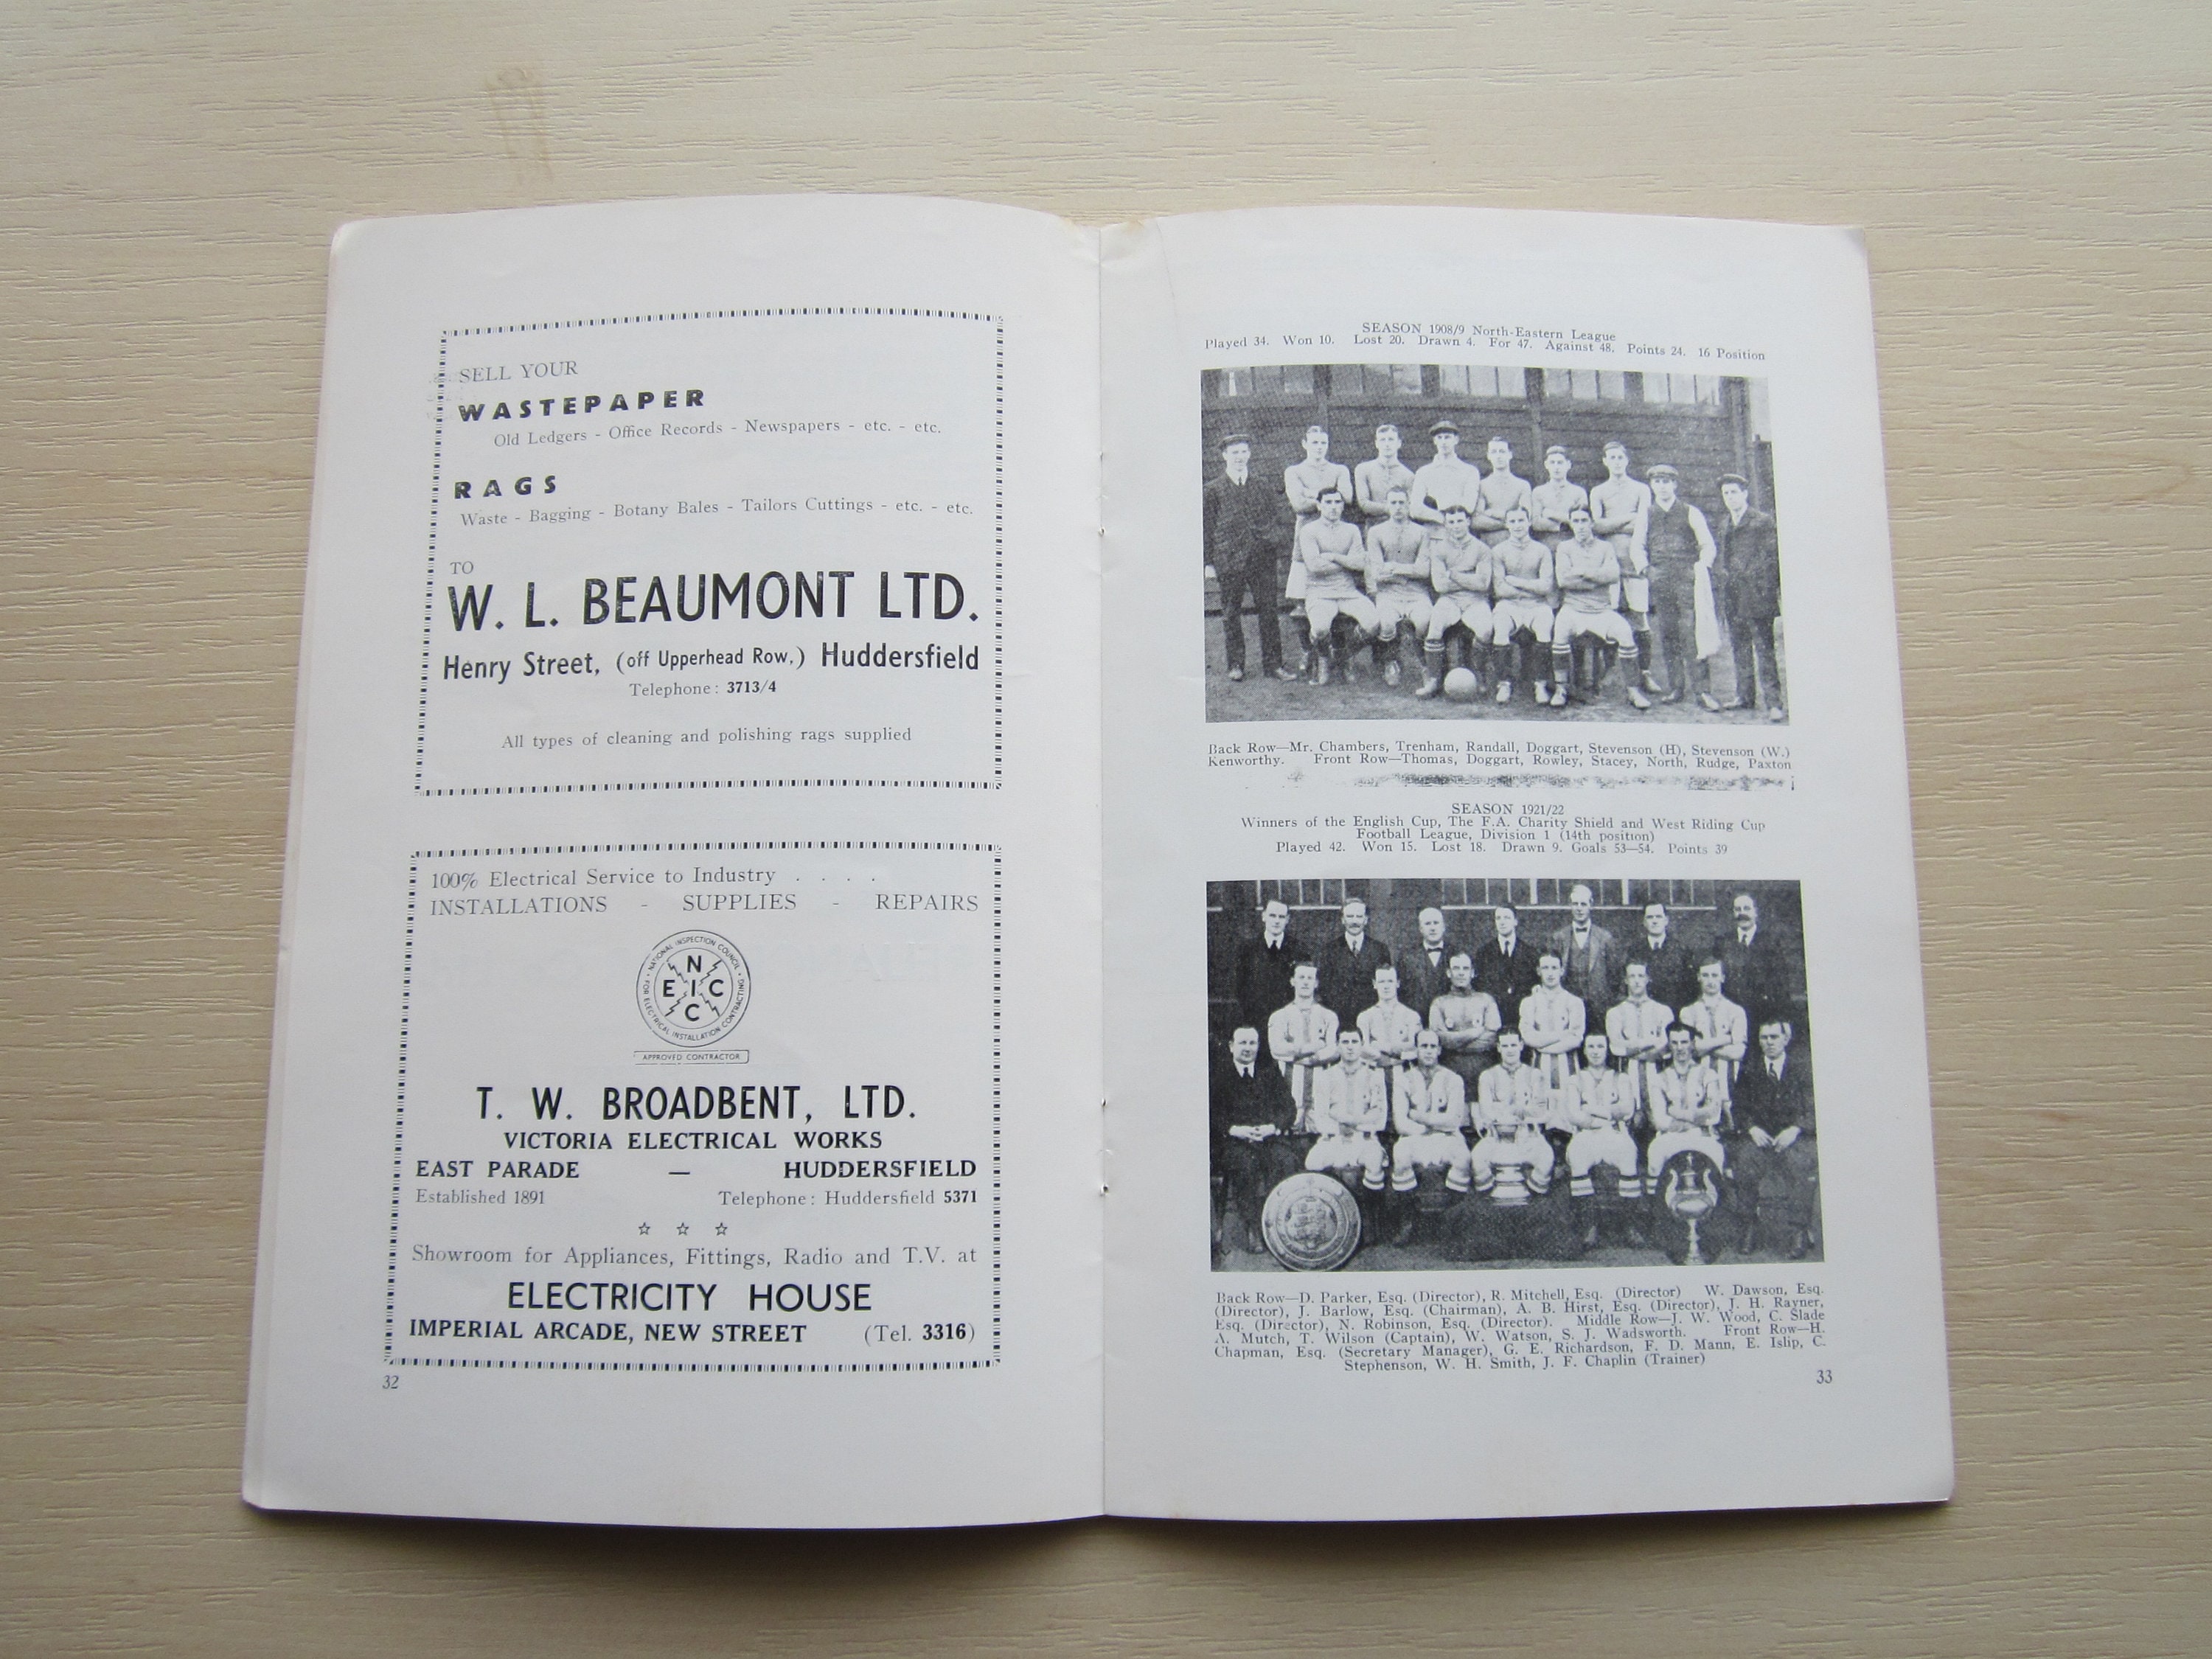 SELL YOUR
WASTEPAPER
Old Ledgers - Office Records - Newspapers - etc. - etc.
RAGS
Waste - Bagging - Botany Bales - Tailors Cuttings - etc. - etc.
TO
W. L. BEAUMONT LTD.
Henry Street, (off Upperhead Row,) Huddersfield
Telephone: 3713/4
All types of cleaning and polishing rags supplied
100% Electrical Service to Industry . . . .
INSTALLATIONS - SUPPLIES - REPAIRS
NATIONAL INSPECTION COUNCIL
FOR ELECTRICAL INSTALLATION CONTRACTING
N
E I C
C
APPROVED CONTRACTOR
T. W. BROADBENT, LTD.
VICTORIA ELECTRICAL WORKS
EAST PARADE — HUDDERSFIELD
Established 1891 Telephone: Huddersfield 5371
Showroom for Appliances, Fittings, Radio and T.V. at
ELECTRICITY HOUSE
IMPERIAL ARCADE, NEW STREET (Tel. 3316)
32
SEASON 1908/9 North-Eastern League
Played 34. Won 10. Lost 20. Drawn 4. For 47. Against 48. Points 24. 16 Position
Back Row—Mr. Chambers, Trenham, Randall, Doggart, Stevenson (H), Stevenson (W.)
Kenworthy. Front Row—Thomas, Doggart, Rowley, Stacey, North, Rudge, Paxton
SEASON 1921/22
Winners of the English Cup, The F.A. Charity Shield and West Riding Cup
Football League, Division 1 (14th position)
Played 42. Won 15. Lost 18. Drawn 9. Goals 53—54. Points 39
Back Row—D. Parker, Esq. (Director), R. Mitchell, Esq. (Director) W. Dawson, Esq.
(Director), J. Barlow, Esq. (Chairman), A. B. Hirst, Esq. (Director), J. H. Rayner,
Esq. (Director), N. Robinson, Esq. (Director). Middle Row—J. W. Wood, C. Slade
A. Mutch, T. Wilson (Captain), W. Watson, S. J. Wadsworth. Front Row—H.
Chapman, Esq. (Secretary Manager), G. E. Richardson, F. D. Mann, E. Islip, C.
Stephenson, W. H. Smith, J. F. Chaplin (Trainer)
33